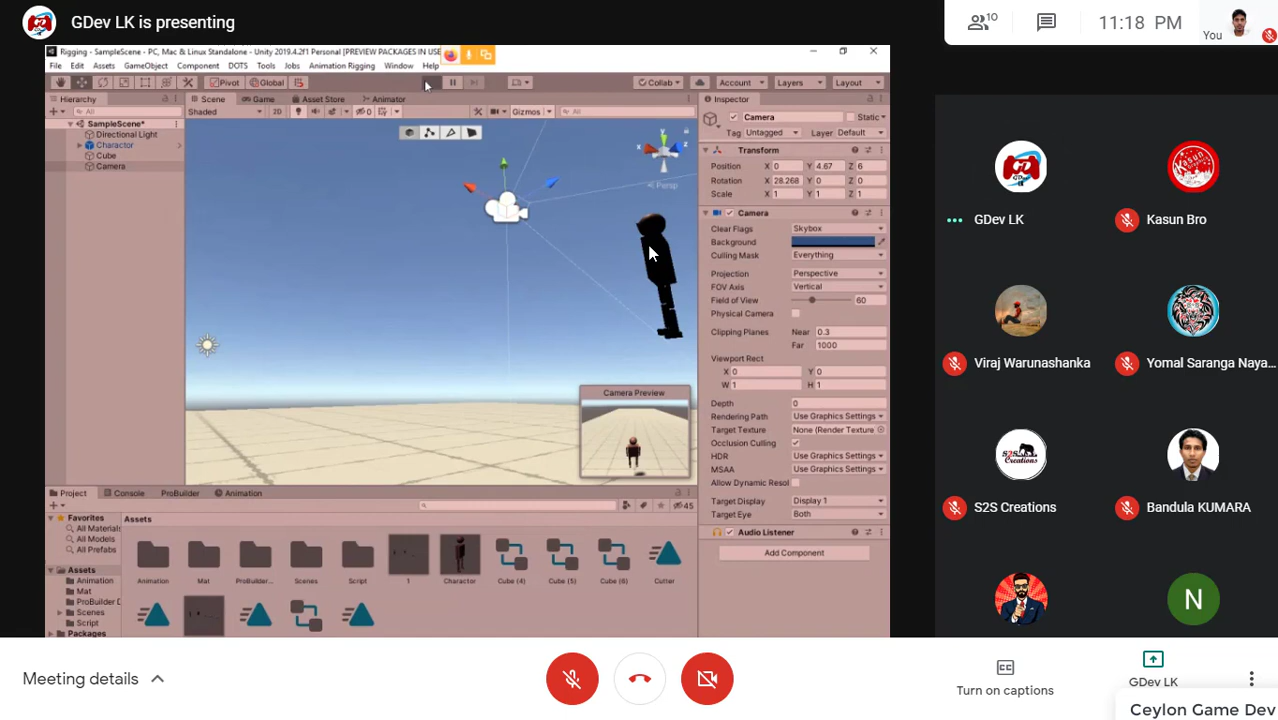 GDev LK is presenting
10
11:18 PM
You
Rigging - SampleScene - PC, Mac & Linux Standalone - Unity 2019.4.2f1 Personal [PREVIEW PACKAGES IN USE
File Edit Assets GameObject Component DOTS Tools Jobs Animation Rigging Window Help
Pivot Global Collab Account Layers Layout
Hierarchy Scene Game Asset Store Animator Inspector
All
Shaded 2D 0 Gizmos All
SampleScene*
Directional Light
Charactor
Cube
Camera
y
x
z
Persp
Camera Static
Tag Untagged Layer Default
Transform
Position X 0 Y 4.67 Z 6
Rotation X 28.268 Y 0 Z 0
Scale X 1 Y 1 Z 1
Camera
Clear Flags Skybox
Background
Culling Mask Everything
Projection Perspective
FOV Axis Vertical
Field of View 60
Physical Camera
Clipping Planes Near 0.3
Far 1000
Viewport Rect
X 0 Y 0
W 1 H 1
Depth 0
Rendering Path Use Graphics Settings
Target Texture None (Render Texture
Occlusion Culling
HDR Use Graphics Settings
MSAA Use Graphics Settings
Allow Dynamic Resol
Target Display Display 1
Target Eye Both
Audio Listener
Add Component
Camera Preview
Project Console ProBuilder Animation
45
Favorites
All Materials
All Models
All Prefabs
Assets
Animation
Mat
ProBuilder D
Scenes
Script
Packages
Assets
Animation Mat ProBuilder... Scenes Script 1 Charactor Cube (4) Cube (5) Cube (6) Cutter
GDev LK
Kasun Bro
Viraj Warunashanka
Yomal Saranga Naya...
S2S Creations
S2S Creations
Bandula KUMARA
N
Meeting details
Turn on captions
GDev LK
Ceylon Game Dev